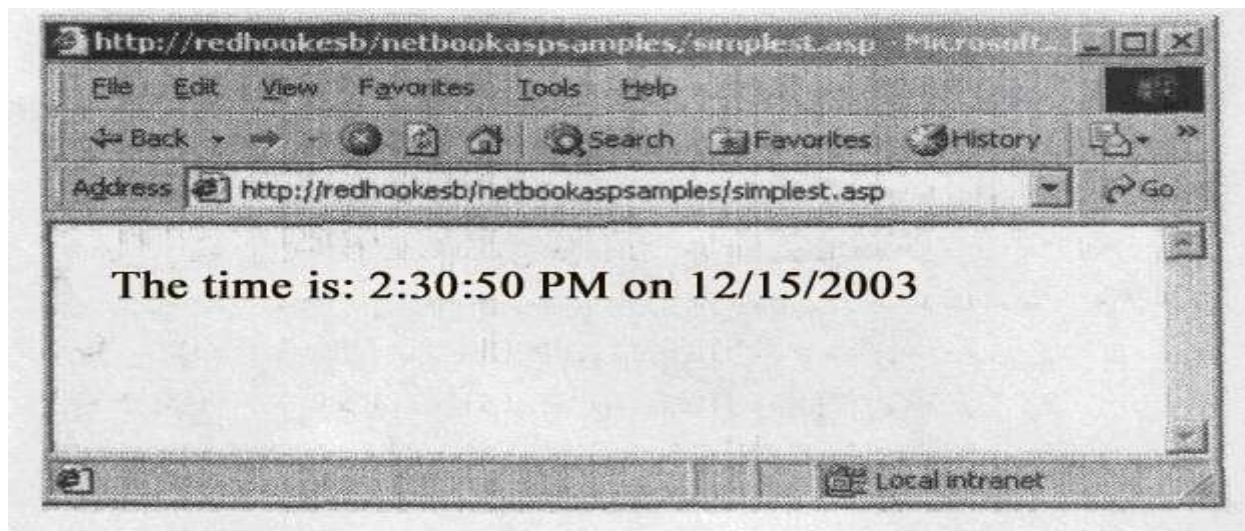 http://redhookesb/netbookaspsamples/simplest.asp - Microsoft...
File Edit View Favorites Tools Help
Back Search Favorites History »
Address http://redhookesb/netbookaspsamples/simplest.asp Go
The time is: 2:30:50 PM on 12/15/2003
Local intranet